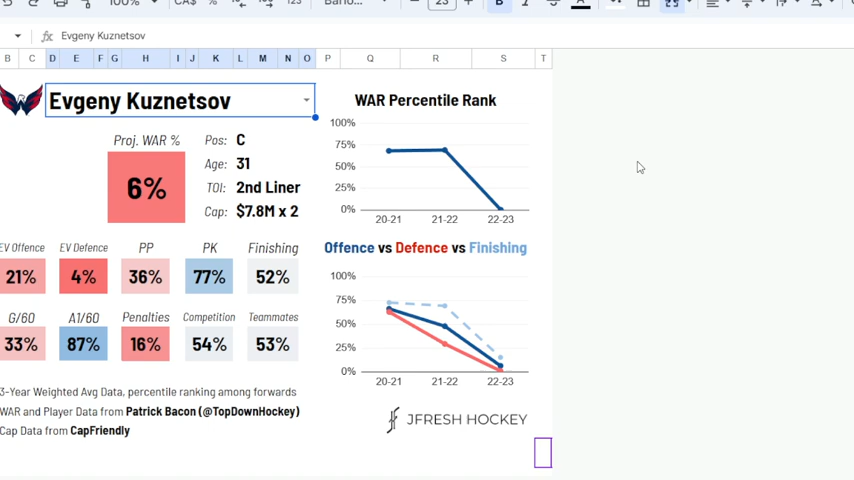 100%
CA$
%
123
Barlo...
23
B
I
A
fx
Evgeny Kuznetsov
B C D E F G H I J K L M N O P Q R S T
Evgeny Kuznetsov
Proj. WAR %
6%
Pos: C
Age: 31
TOI: 2nd Liner
Cap: $7.8M x 2
WAR Percentile Rank
100%
75%
50%
25%
0%
20-21 21-22 22-23
EV Offence EV Defence PP PK Finishing
21% 4% 36% 77% 52%
G/60 A1/60 Penalties Competition Teammates
33% 87% 16% 54% 53%
Offence vs Defence vs Finishing
100%
75%
50%
25%
0%
20-21 21-22 22-23
3-Year Weighted Avg Data, percentile ranking among forwards
WAR and Player Data from Patrick Bacon (@TopDownHockey)
Cap Data from CapFriendly
JFRESH HOCKEY